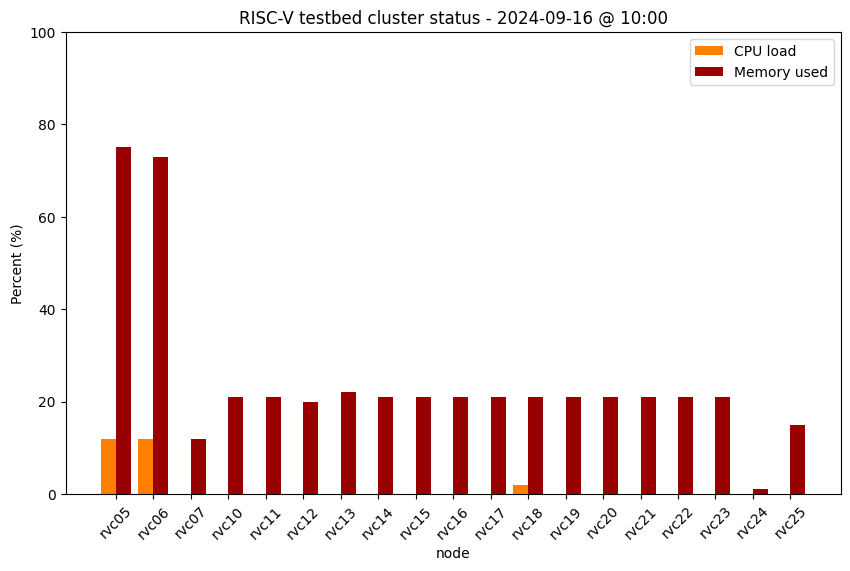 RISC-V testbed cluster status - 2024-09-16 @ 10:00
CPU load
Memory used
Percent (%)
100
80
60
40
20
0
rvc05 rvc06 rvc07 rvc10 rvc11 rvc12 rvc13 rvc14 rvc15 rvc16 rvc17 rvc18 rvc19 rvc20 rvc21 rvc22 rvc23 rvc24 rvc25
node